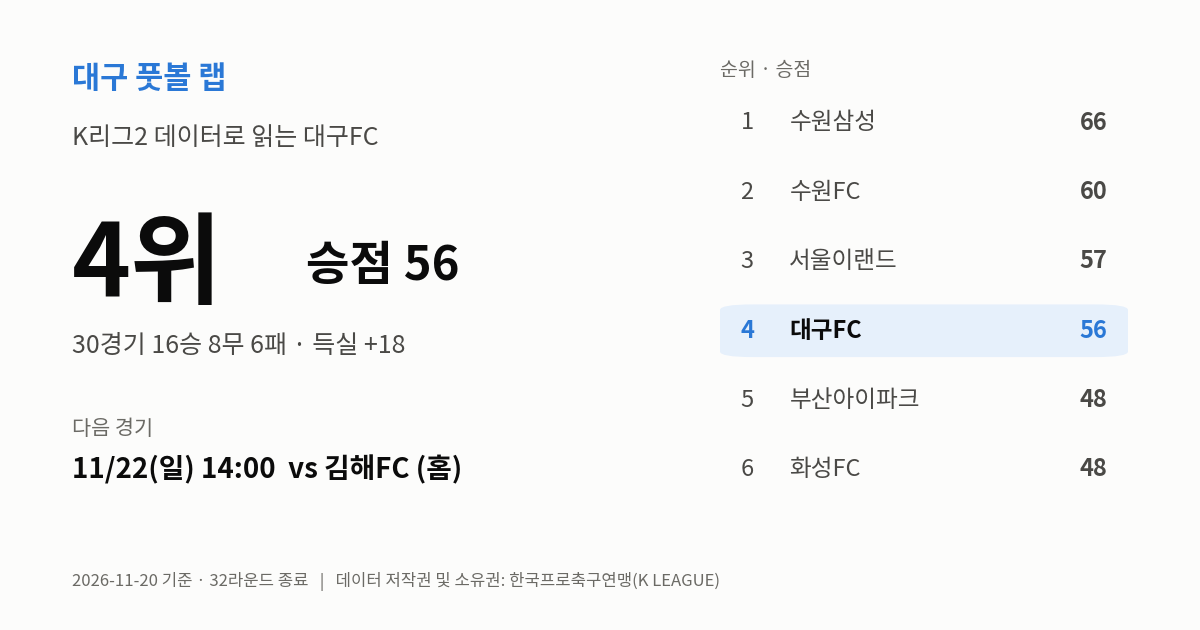 대구 풋볼 랩
K리그2 데이터로 읽는 대구FC
4위 승점 56
30경기 16승 8무 6패 · 득실 +18
다음 경기
11/22(일) 14:00 vs 김해FC (홈)
순위 · 승점
1 수원삼성 66
2 수원FC 60
3 서울이랜드 57
4 대구FC 56
5 부산아이파크 48
6 화성FC 48
2026-11-20 기준 · 32라운드 종료 | 데이터 저작권 및 소유권: 한국프로축구연맹(K LEAGUE)